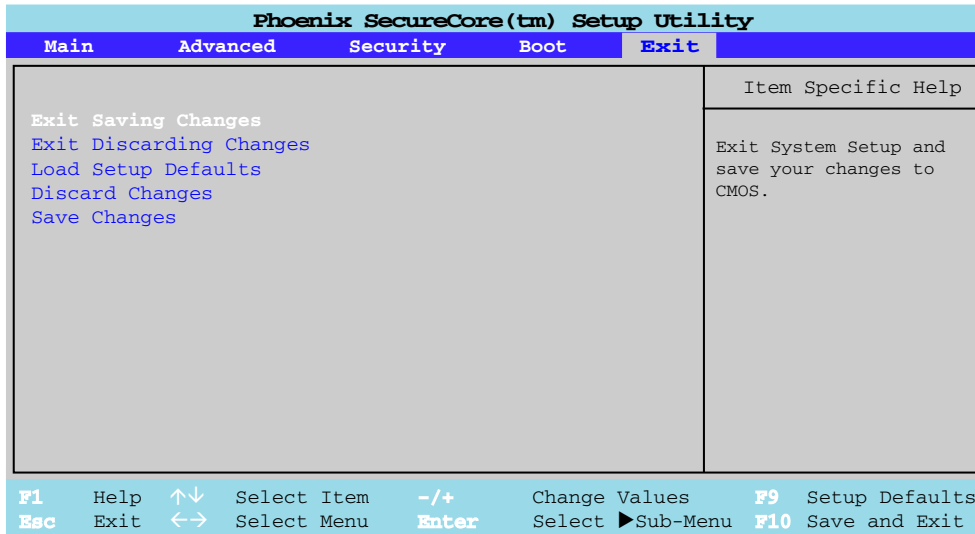 Phoenix SecureCore(tm) Setup Utility
Main Advanced Security Boot Exit
Item Specific Help
Exit Saving Changes
Exit Discarding Changes
Load Setup Defaults
Discard Changes
Save Changes
Exit System Setup and
save your changes to
CMOS.
F1 Help ↑↓ Select Item -/+ Change Values F9 Setup Defaults
Esc Exit ←→ Select Menu Enter Select ▶Sub-Menu F10 Save and Exit